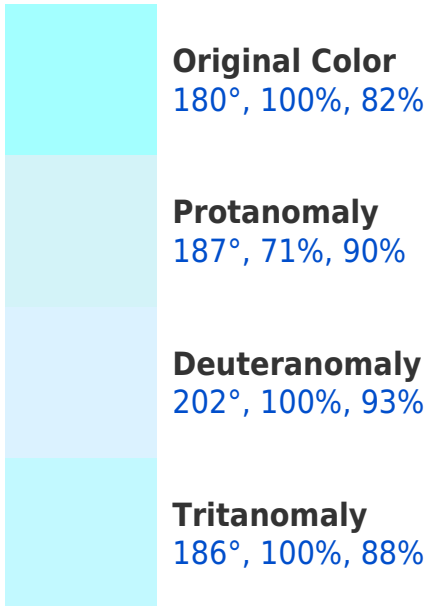 Original Color
180°, 100%, 82%
Protanomaly
187°, 71%, 90%
Deuteranomaly
202°, 100%, 93%
Tritanomaly
186°, 100%, 88%